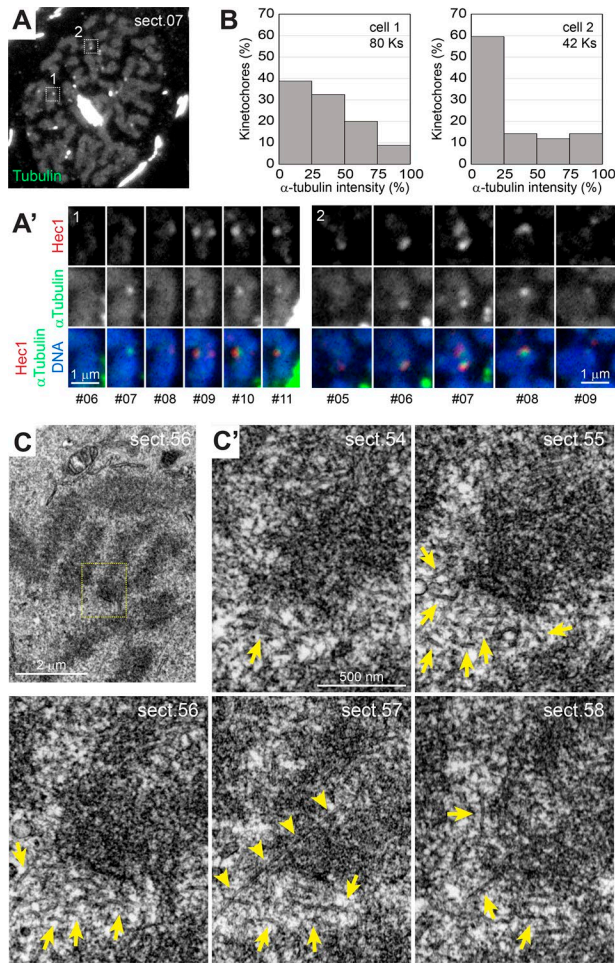 A
sect.07
2
1
Tubulin
B
cell 1
80 Ks
Kinetochores (%)
70
60
50
40
30
20
10
0
0 25 50 75 100
α-tubulin intensity (%)
cell 2
42 Ks
Kinetochores (%)
70
60
50
40
30
20
10
0
0 25 50 75 100
α-tubulin intensity (%)
A'
1
2
Hec1
αTubulin
Hec1
αTubulin
DNA
1 μm
1 μm
#06 #07 #08 #09 #10 #11
#05 #06 #07 #08 #09
C
sect.56
2 μm
C'
sect.54
500 nm
sect.55
sect.56
sect.57
sect.58